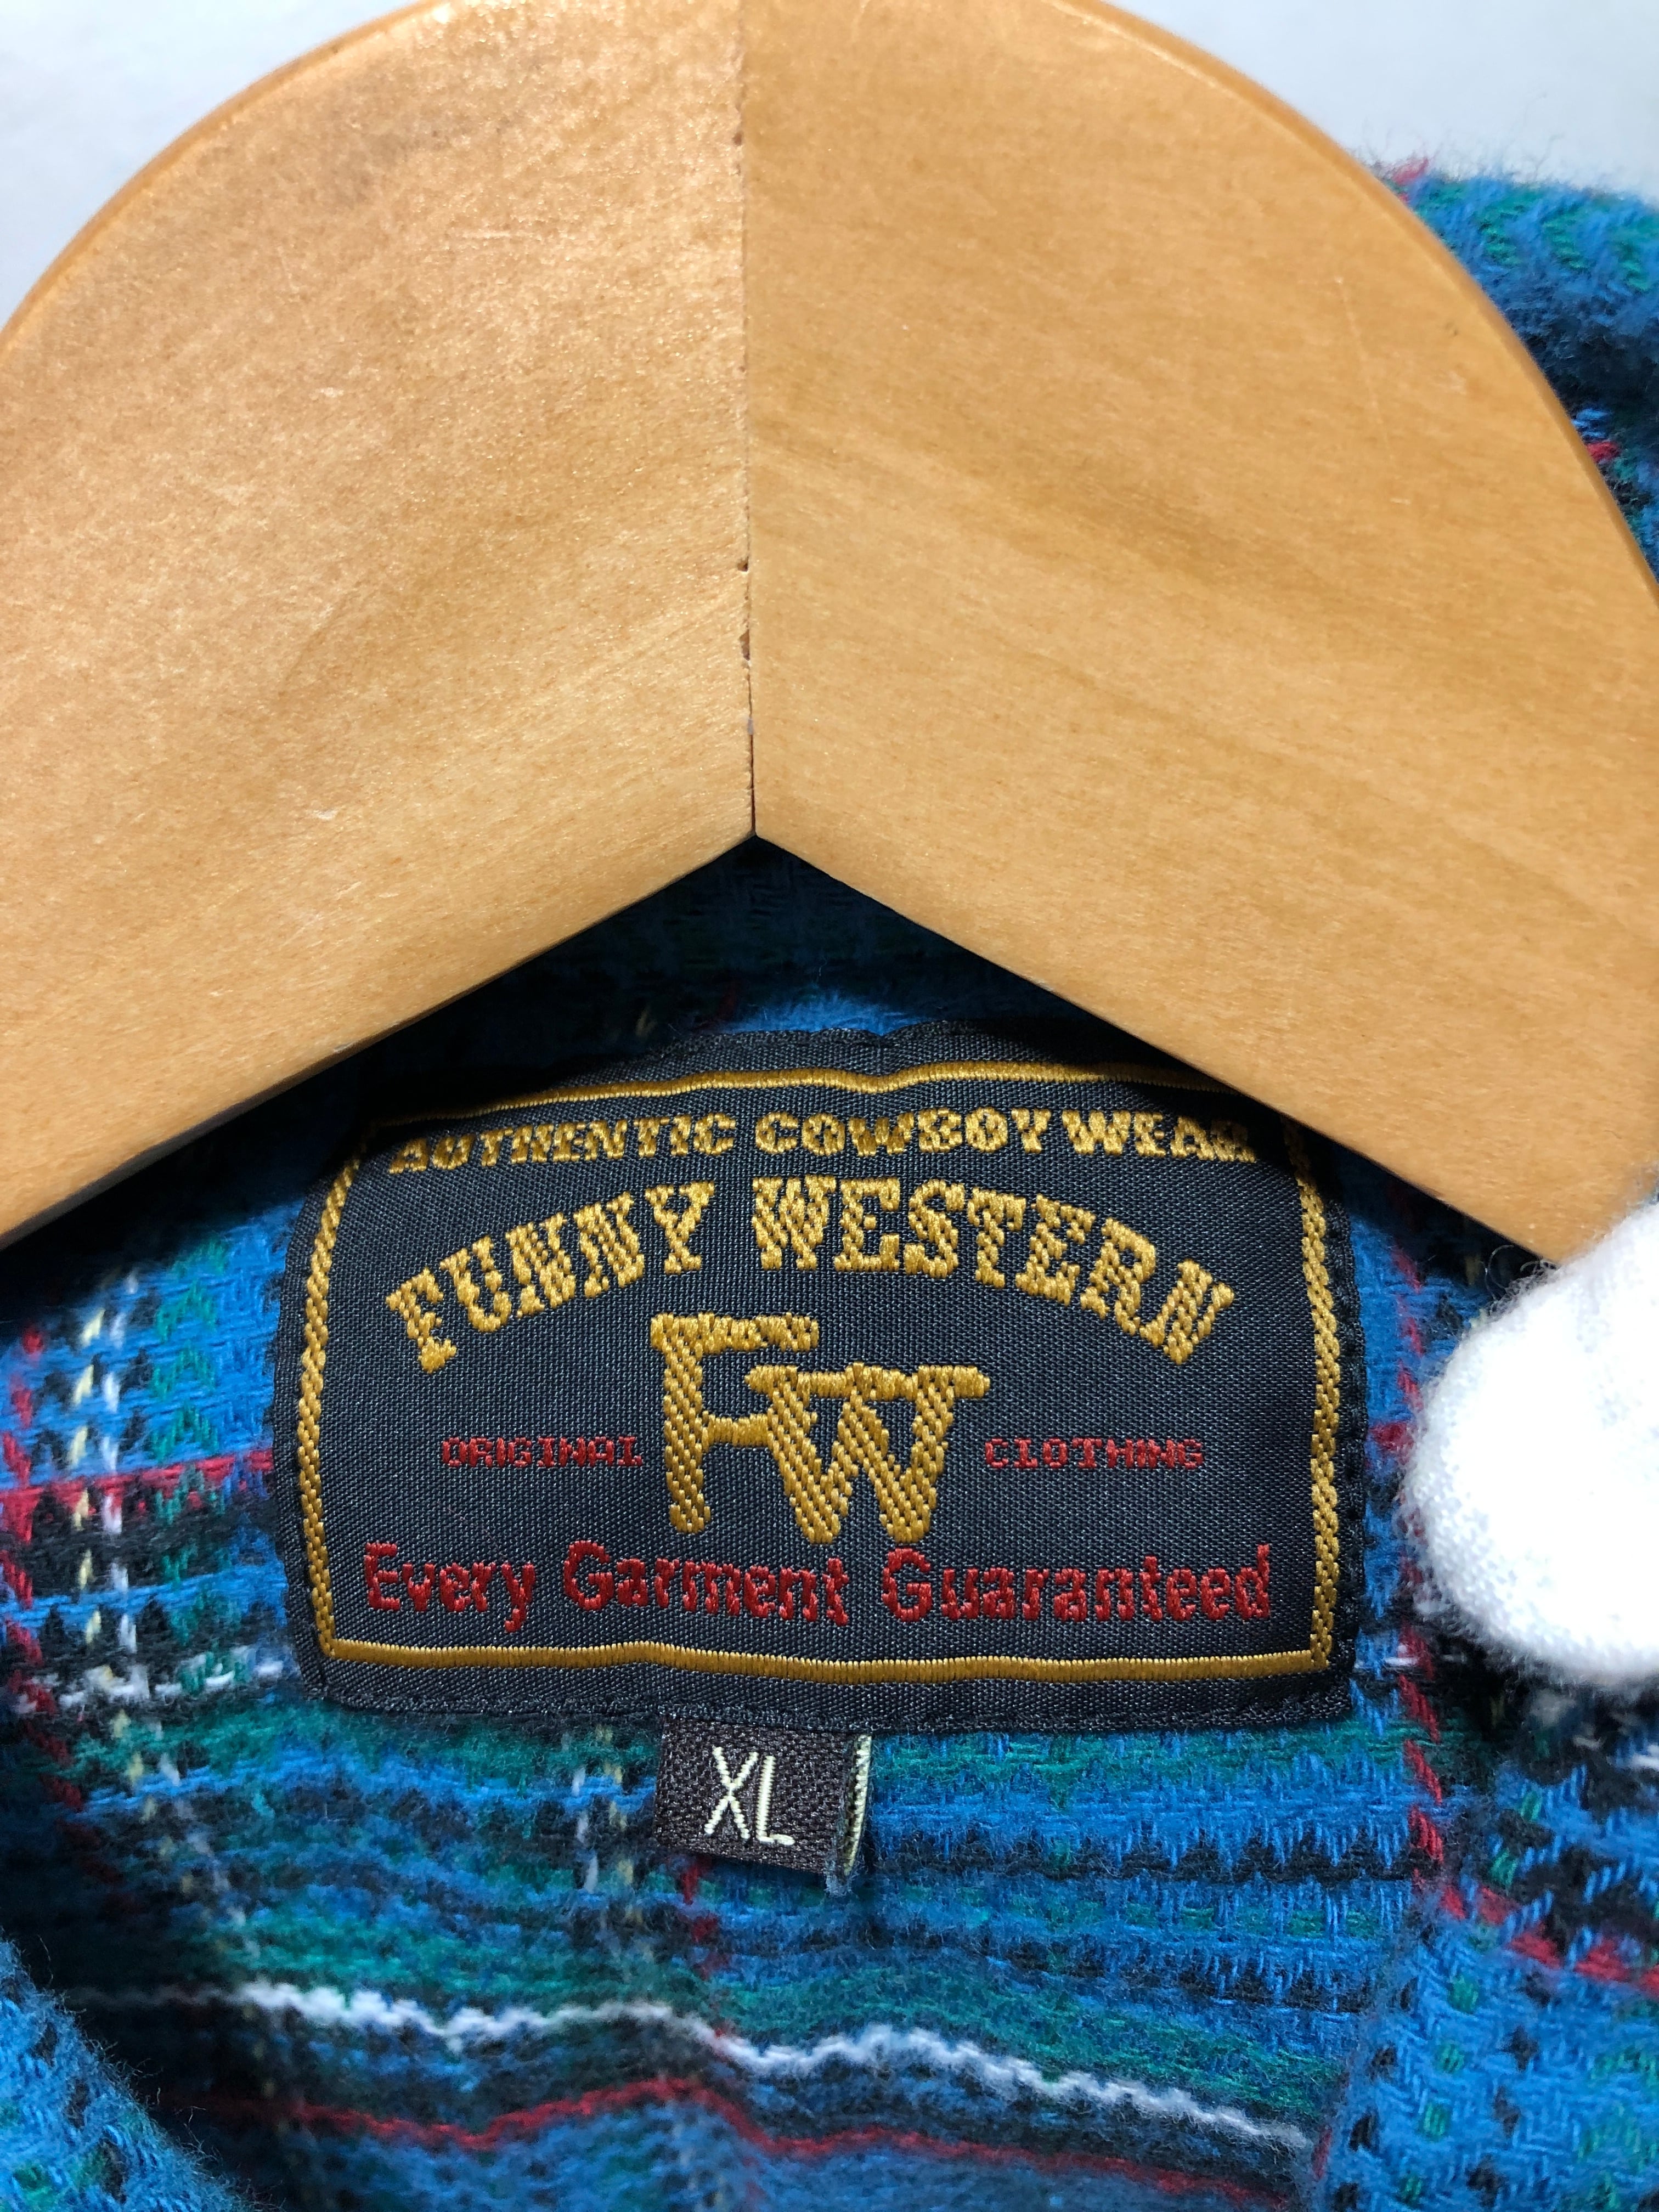 AUTHENTIC COWBOY WEAR
FUNNY WESTERN
FW
ORIGINAL CLOTHING
Every Garment Guaranteed
XL